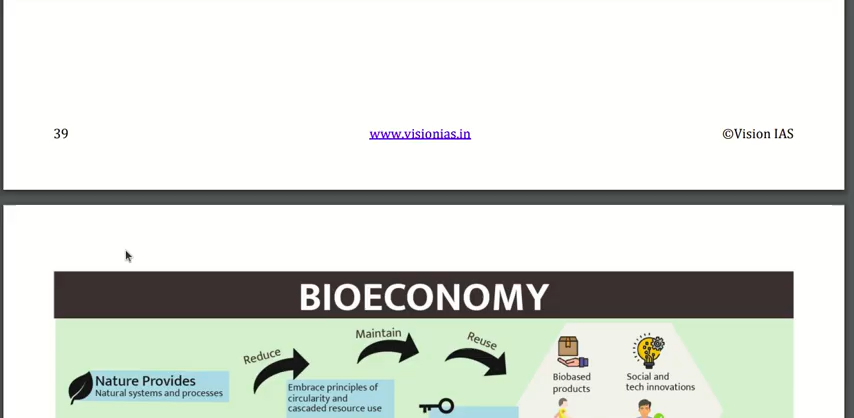 39
www.visionias.in
©Vision IAS
BIOECONOMY
Reduce
Maintain
Reuse
Nature Provides
Natural systems and processes
Embrace principles of
circularity and
cascaded resource use
Biobased
products
Social and
tech innovations